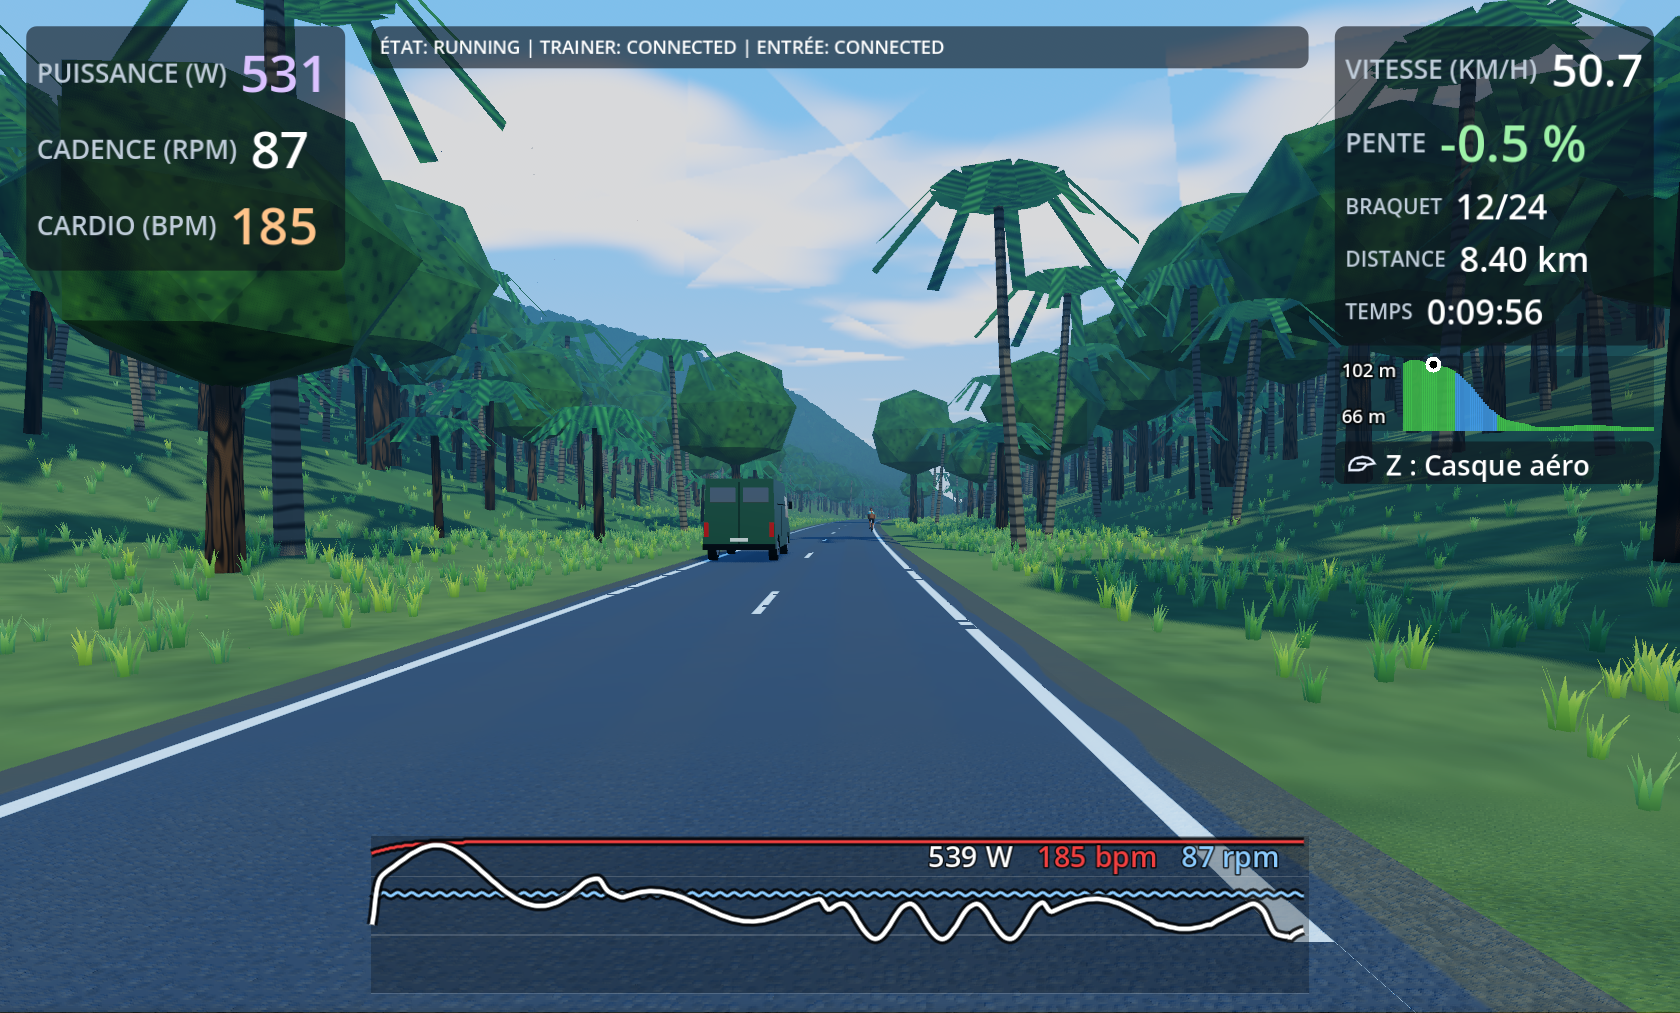 PUISSANCE (W) 531
CADENCE (RPM) 87
CARDIO (BPM) 185
ÉTAT: RUNNING | TRAINER: CONNECTED | ENTRÉE: CONNECTED
VITESSE (KM/H) 50.7
PENTE -0.5 %
BRAQUET 12/24
DISTANCE 8.40 km
TEMPS 0:09:56
102 m
66 m
Z : Casque aéro
539 W 185 bpm 87 rpm